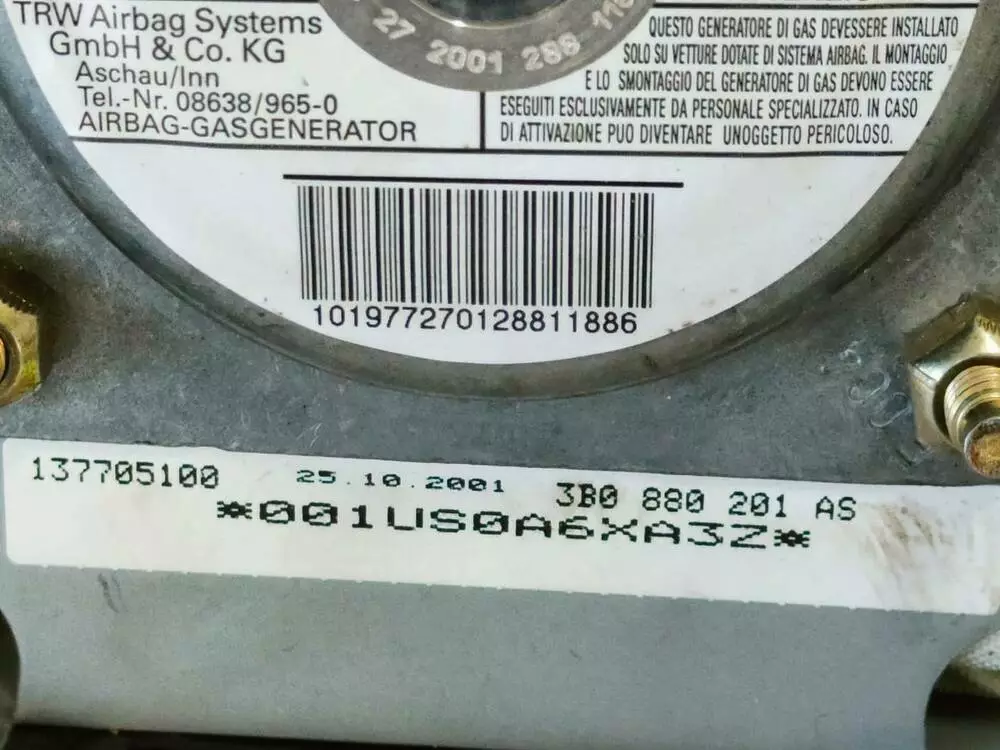 TRW Airbag Systems
GmbH & Co. KG
Aschau/Inn
Tel.-Nr. 08638/965-0
AIRBAG-GASGENERATOR
27 2001 288 118
QUESTO GENERATORE DI GAS DEVESSERE INSTALLATO
SOLO SU VETTURE DOTATE DI SISTEMA AIRBAG. IL MONTAGGIO
E LO SMONTAGGIO DEL GENERATORE DI GAS DEVONO ESSERE
ESEGUITI ESCLUSIVAMENTE DA PERSONALE SPECIALIZZATO. IN CASO
DI ATTIVAZIONE PUO DIVENTARE UNOGGETTO PERICOLOSO.
101977270128811886
137705100 25.10.2001 3B0 880 201 AS
*001US0A6XA3Z*